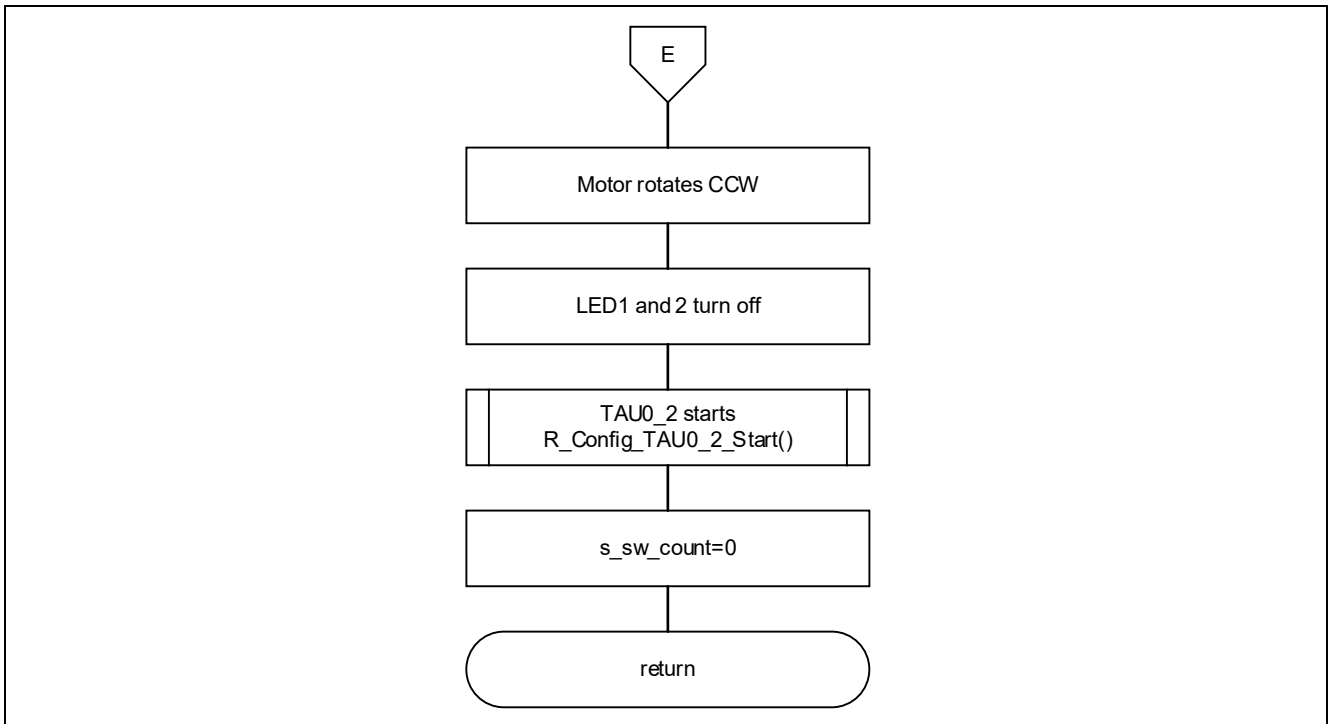 E
Motor rotates CCW
LED1 and 2 turn off
TAU0_2 starts
R_Config_TAU0_2_Start()
s_sw_count=0
return